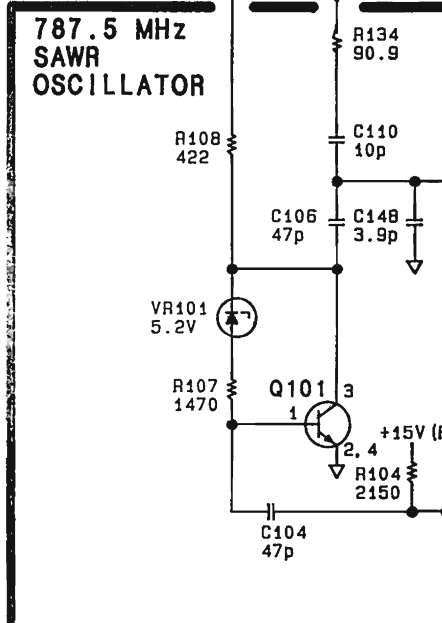 787.5 MHz
SAWR
OSCILLATOR
R134
90.9
R108
422
C110
10p
C106
47p
C148
3.9p
VR101
5.2V
R107
1470
Q101
3
1
2,4
+15V (
R104
2150
C104
47p